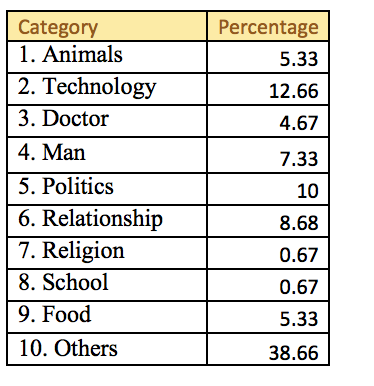 Category Percentage
1. Animals 5.33
2. Technology 12.66
3. Doctor 4.67
4. Man 7.33
5. Politics 10
6. Relationship 8.68
7. Religion 0.67
8. School 0.67
9. Food 5.33
10. Others 38.66